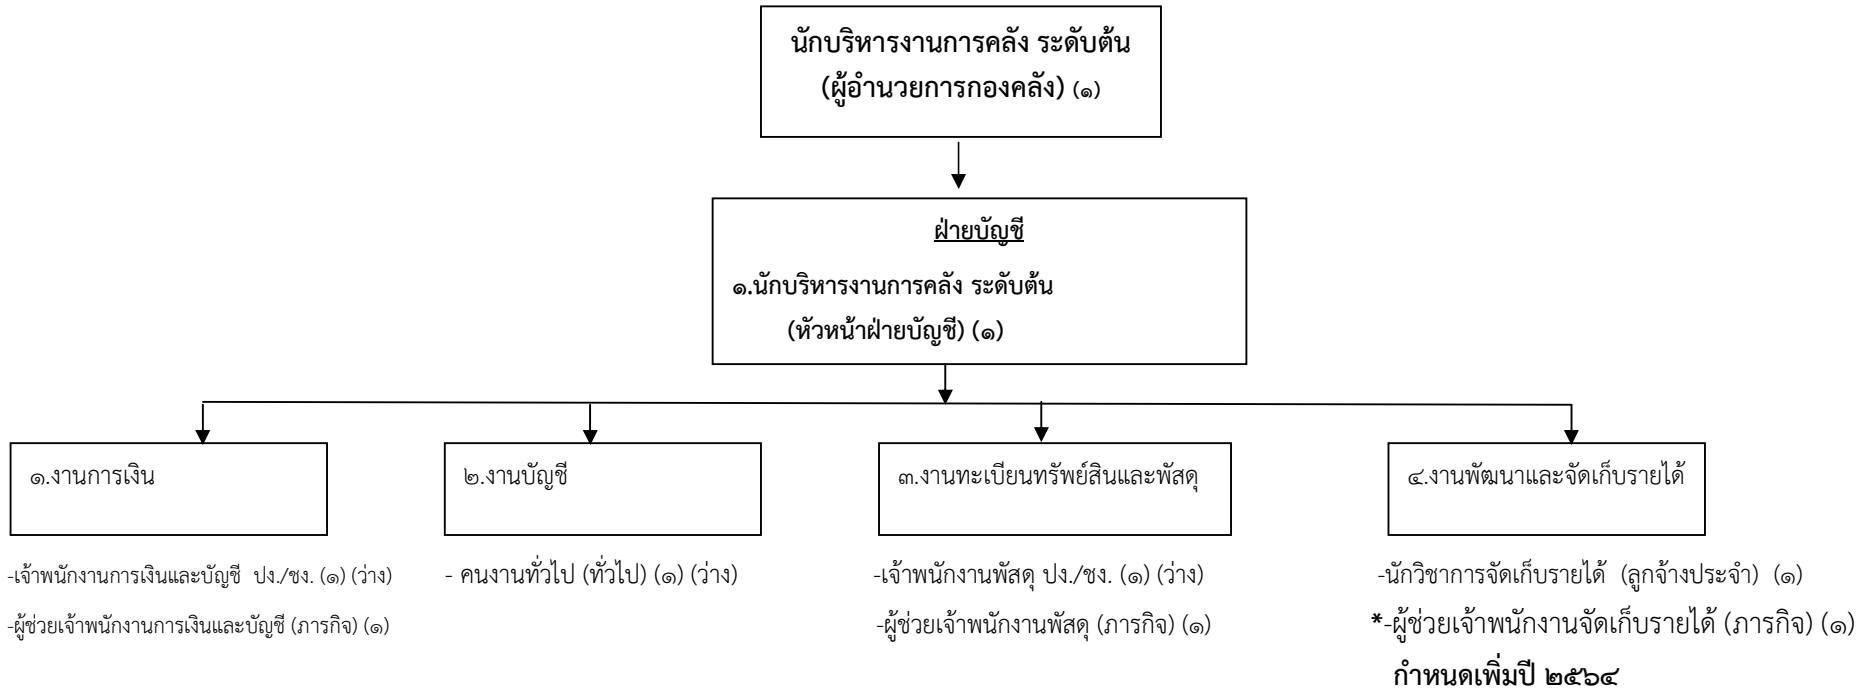 นักบริหารงานการคลัง ระดับต้น
(ผู้อำนวยการกองคลัง) (๑)
ฝ่ายบัญชี
๑.นักบริหารงานการคลัง ระดับต้น
(หัวหน้าฝ่ายบัญชี) (๑)
๑.งานการเงิน
๒.งานบัญชี
๓.งานทะเบียนทรัพย์สินและพัสดุ
๔.งานพัฒนาและจัดเก็บรายได้
-เจ้าพนักงานการเงินและบัญชี ปง./ชง. (๑) (ว่าง)
-ผู้ช่วยเจ้าพนักงานการเงินและบัญชี (ภารกิจ) (๑)
- คนงานทั่วไป (ทั่วไป) (๑) (ว่าง)
-เจ้าพนักงานพัสดุ ปง./ชง. (๑) (ว่าง)
-ผู้ช่วยเจ้าพนักงานพัสดุ (ภารกิจ) (๑)
-นักวิชาการจัดเก็บรายได้ (ลูกจ้างประจำ) (๑)
*-ผู้ช่วยเจ้าพนักงานจัดเก็บรายได้ (ภารกิจ) (๑)
กำหนดเพิ่มปี ๒๕๖๔